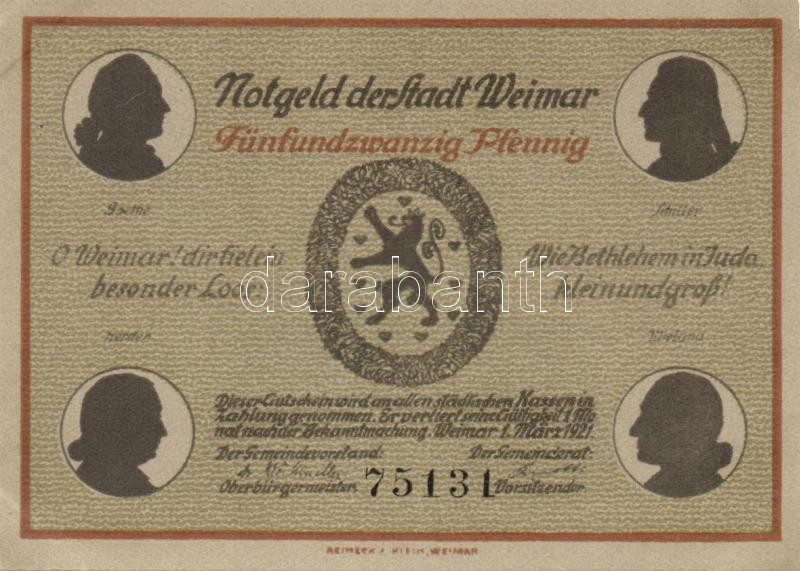 Notgeld der Stadt Weimar
Fünfundzwanzig Pfennig
Goethe
Schiller
O Weimar! dir fiel ein
besonder Loos
Wie Bethlehem in Juda
klein und groß!
darabanth
Herder
Wieland
Dieser Gutschein wird an allen städtischen Kassen in
Zahlung genommen. Er verliert seine Gültigkeit 1 Mo
nat nach der Bekanntmachung. Weimar 1. März 1921
Der Gemeindevorstand:
Der Gemeinderat:
Oberbürgermeister
75131
Vorsitzender
REINECK & KLEIN, WEIMAR